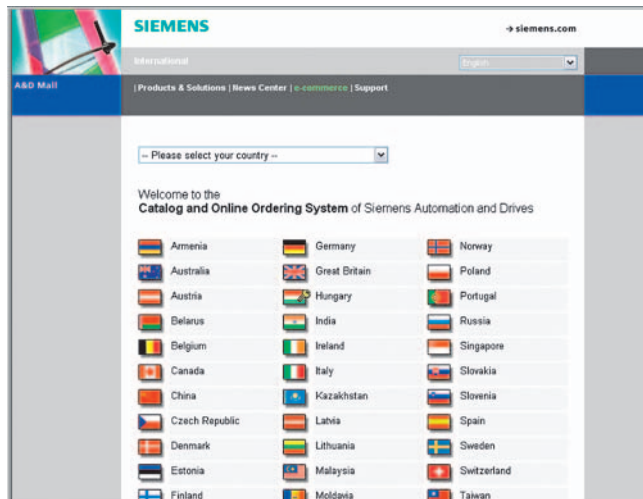 SIEMENS
→ siemens.com
International
English
A&D Mall
| Products & Solutions | News Center | e-commerce | Support
-- Please select your country --
Welcome to the
Catalog and Online Ordering System of Siemens Automation and Drives
Armenia Germany Norway
Australia Great Britain Poland
Austria Hungary Portugal
Belarus India Russia
Belgium Ireland Singapore
Canada Italy Slovakia
China Kazakhstan Slovenia
Czech Republic Latvia Spain
Denmark Lithuania Sweden
Estonia Malaysia Switzerland
Finland Moldavia Taiwan